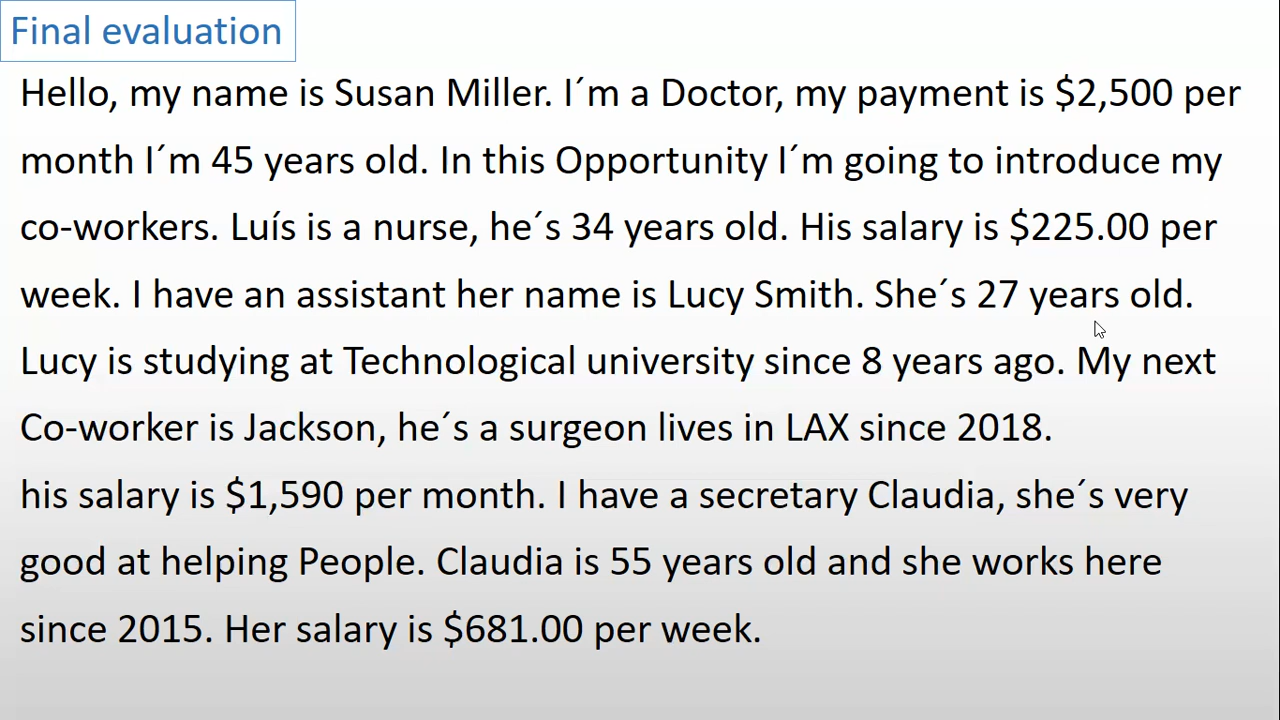 Final evaluation
Hello, my name is Susan Miller. I´m a Doctor, my payment is $2,500 per
month I´m 45 years old. In this Opportunity I´m going to introduce my
co-workers. Luís is a nurse, he´s 34 years old. His salary is $225.00 per
week. I have an assistant her name is Lucy Smith. She´s 27 years old.
Lucy is studying at Technological university since 8 years ago. My next
Co-worker is Jackson, he´s a surgeon lives in LAX since 2018.
his salary is $1,590 per month. I have a secretary Claudia, she´s very
good at helping People. Claudia is 55 years old and she works here
since 2015. Her salary is $681.00 per week.